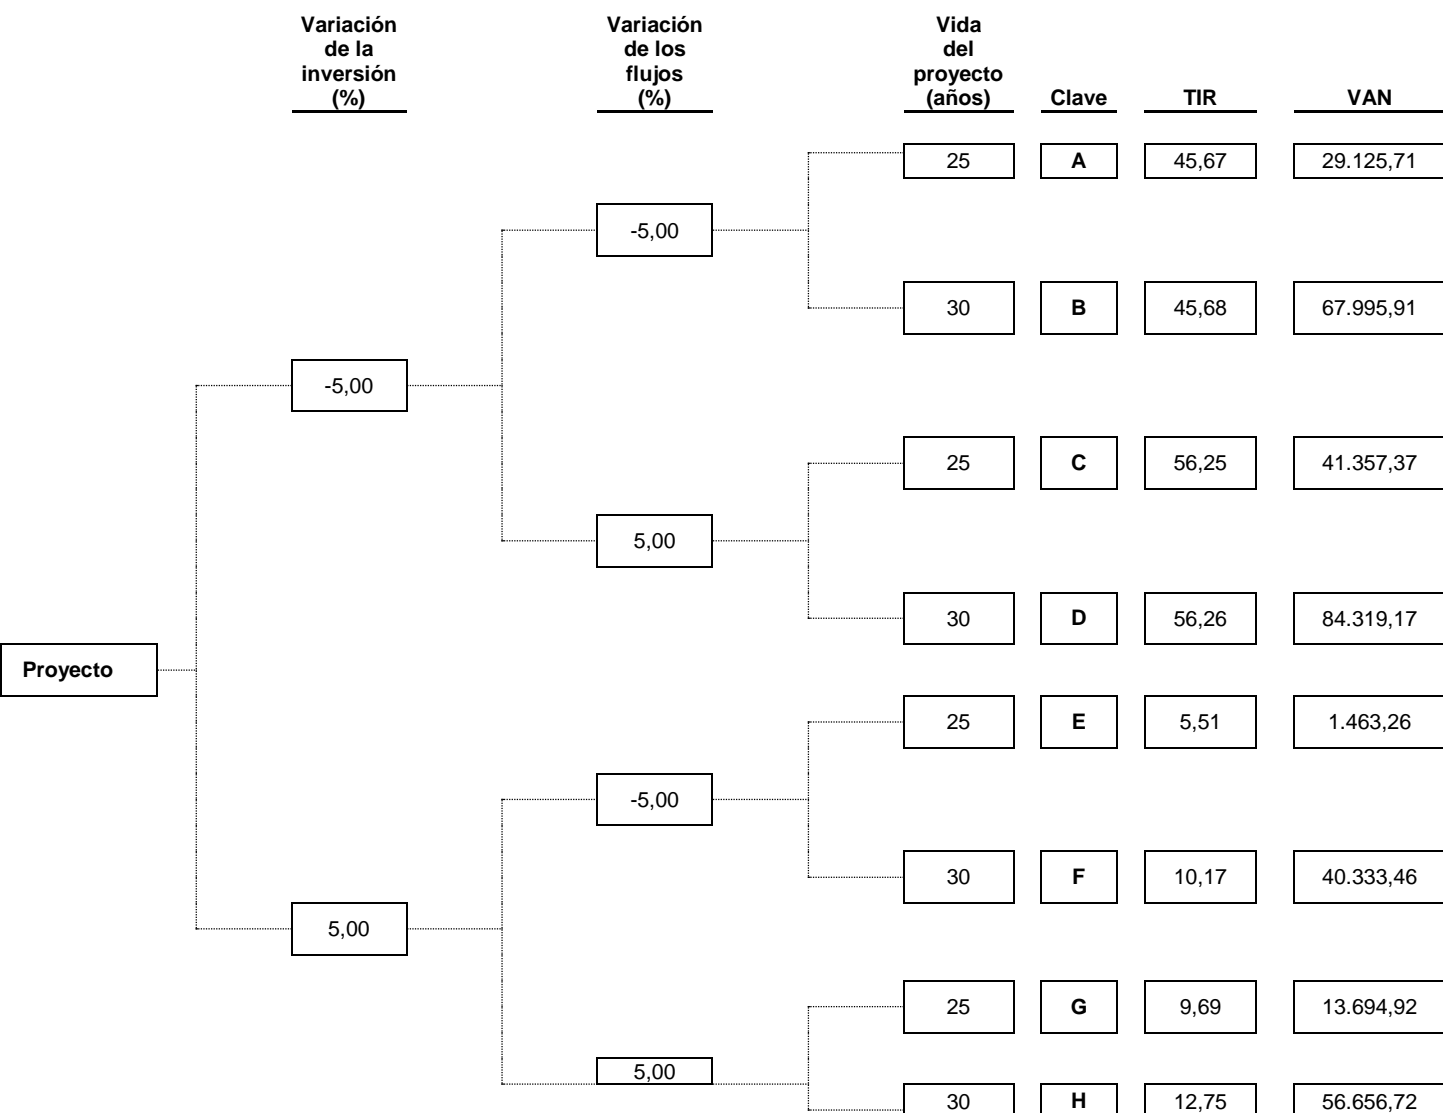 Variación
de la
inversión
(%)
Variación
de los
flujos
(%)
Vida
del
proyecto
(años)
Clave
TIR
VAN
25
A
45,67
29.125,71
-5,00
30
B
45,68
67.995,91
-5,00
25
C
56,25
41.357,37
5,00
30
D
56,26
84.319,17
Proyecto
25
E
5,51
1.463,26
-5,00
30
F
10,17
40.333,46
5,00
25
G
9,69
13.694,92
5,00
30
H
12,75
56.656,72